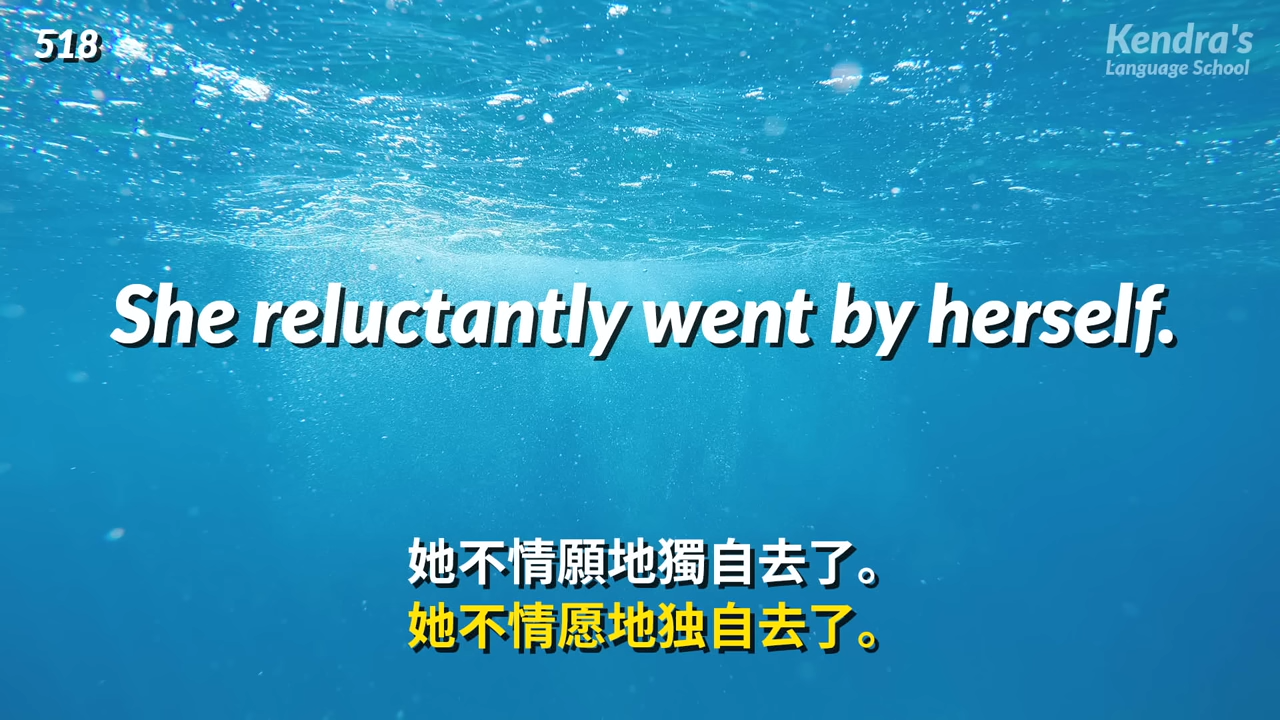 518
Kendra's
Language School
She reluctantly went by herself.
她不情願地獨自去了。
她不情愿地独自去了。